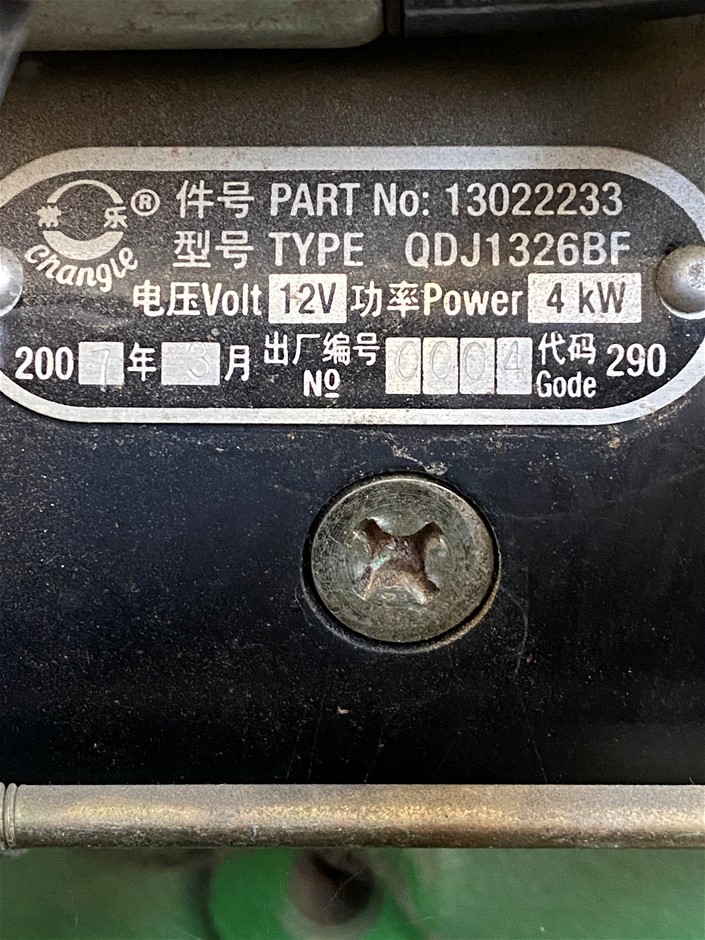 常 乐 ®
changle
件号 PART No: 13022233
型号 TYPE QDJ1326BF
电压Volt 12V 功率Power 4 kW
2007年 3月 出厂编号 № 0004 代码 Gode 290